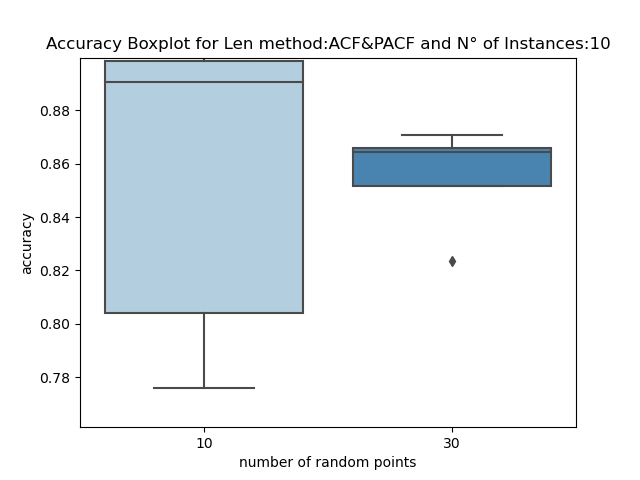 Accuracy Boxplot for Len method:ACF&PACF and N° of Instances:10
0.88
0.86
0.84
0.82
0.80
0.78
accuracy
10 30
number of random points